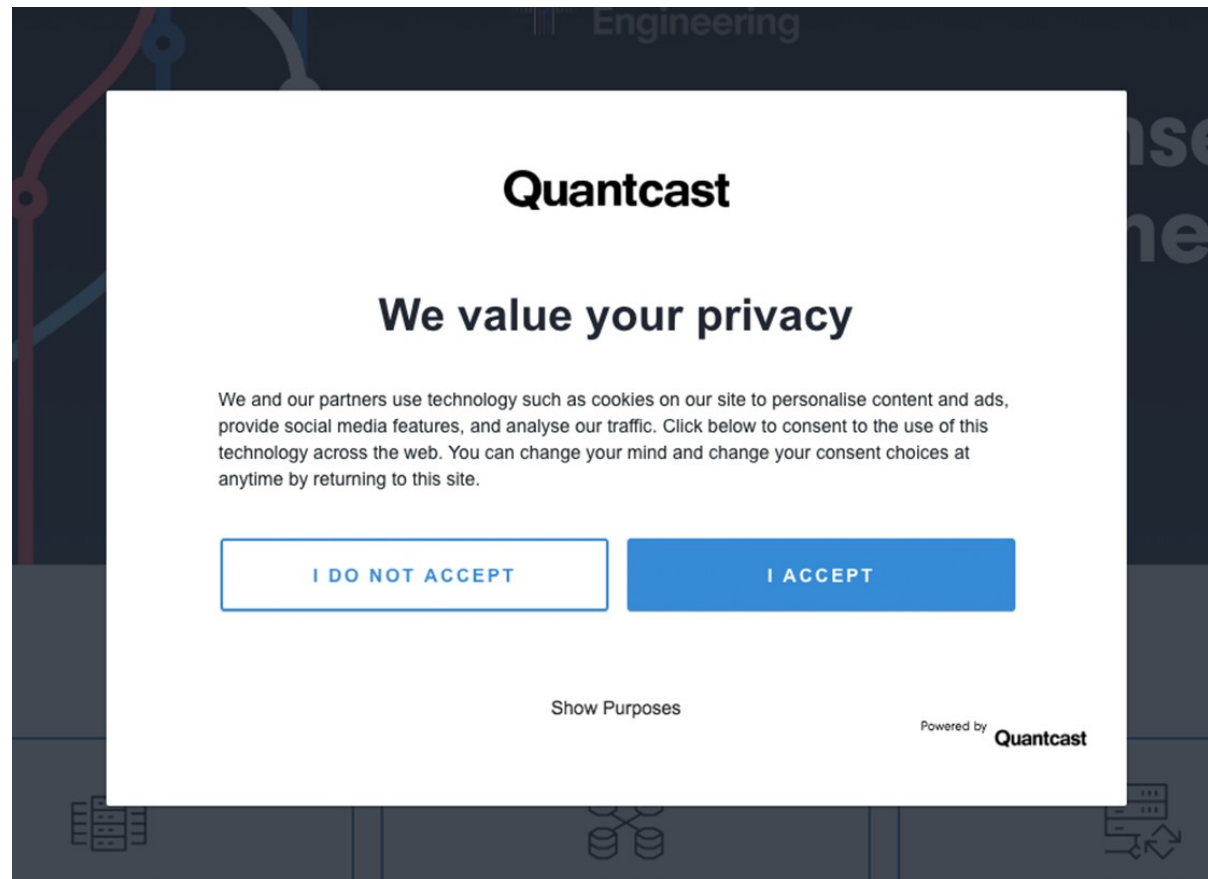 Engineering
Quantcast
We value your privacy
We and our partners use technology such as cookies on our site to personalise content and ads,
provide social media features, and analyse our traffic. Click below to consent to the use of this
technology across the web. You can change your mind and change your consent choices at
anytime by returning to this site.
I DO NOT ACCEPT
I ACCEPT
Show Purposes
Powered by Quantcast